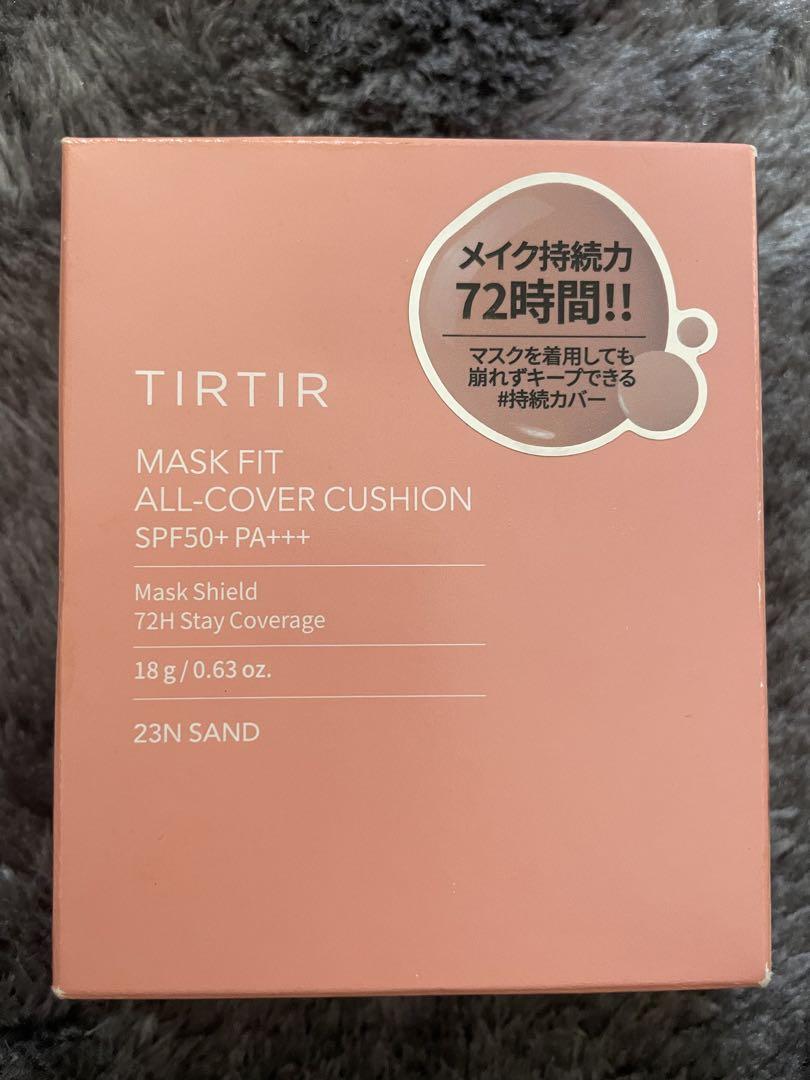 メイク持続力
72時間!!
マスクを着用しても
崩れずキープできる
#持続カバー
TIRTIR
MASK FIT
ALL-COVER CUSHION
SPF50+ PA+++
Mask Shield
72H Stay Coverage
18 g / 0.63 oz.
23N SAND